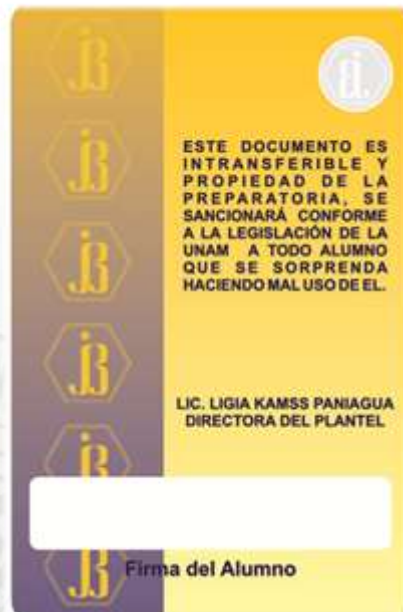 ESTE DOCUMENTO ES
INTRANSFERIBLE Y
PROPIEDAD DE LA
PREPARATORIA, SE
SANCIONARÁ CONFORME
A LA LEGISLACIÓN DE LA
UNAM A TODO ALUMNO
QUE SE SORPRENDA
HACIENDO MAL USO DE EL.
LIC. LIGIA KAMSS PANIAGUA
DIRECTORA DEL PLANTEL
Firma del Alumno